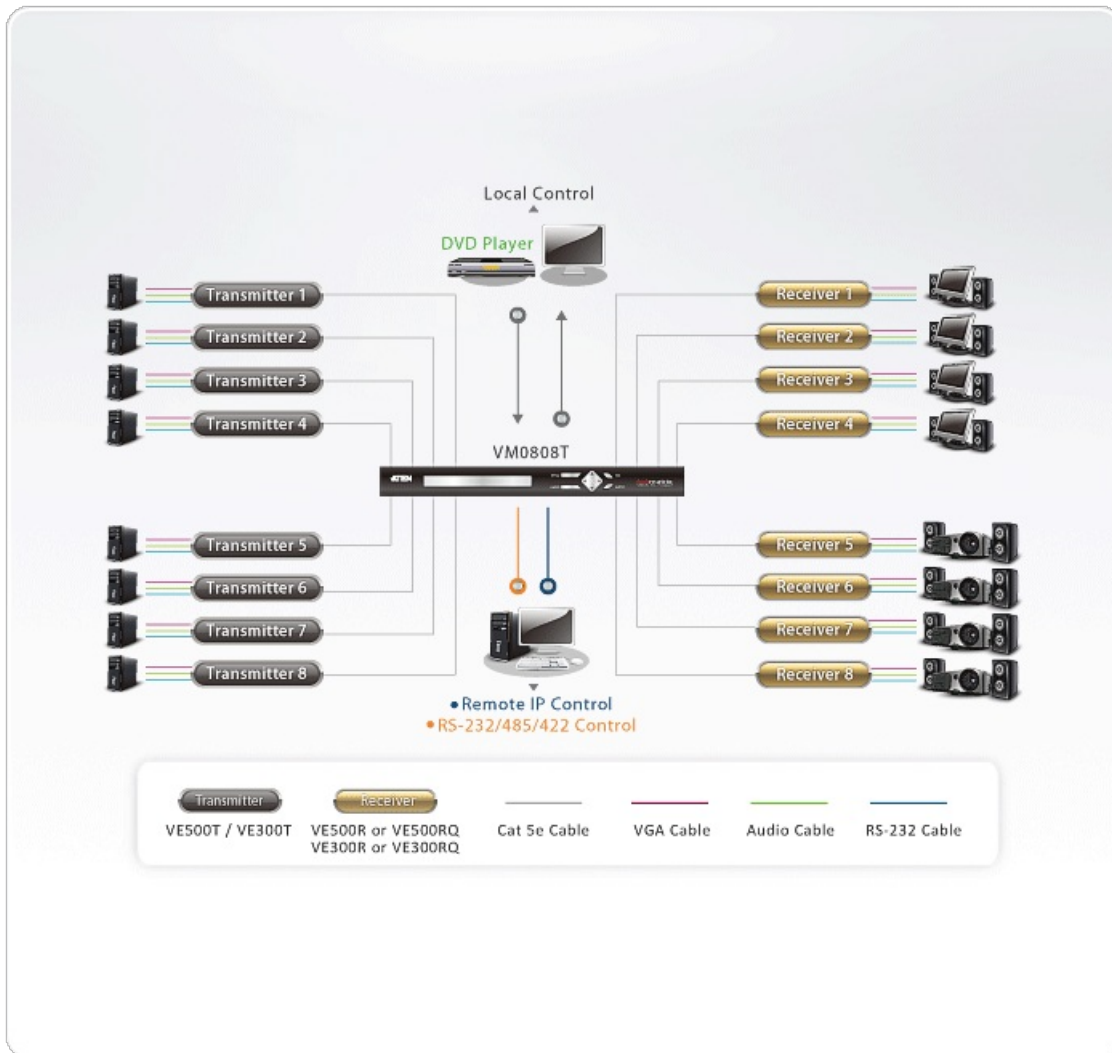 Local Control
DVD Player
Transmitter 1
Transmitter 2
Transmitter 3
Transmitter 4
Receiver 1
Receiver 2
Receiver 3
Receiver 4
VM0808T
ATEN
Transmitter 5
Transmitter 6
Transmitter 7
Transmitter 8
Receiver 5
Receiver 6
Receiver 7
Receiver 8
• Remote IP Control
• RS-232/485/422 Control
Transmitter
VE500T / VE300T
Receiver
VE500R or VE500RQ
VE300R or VE300RQ
Cat 5e Cable
VGA Cable
Audio Cable
RS-232 Cable